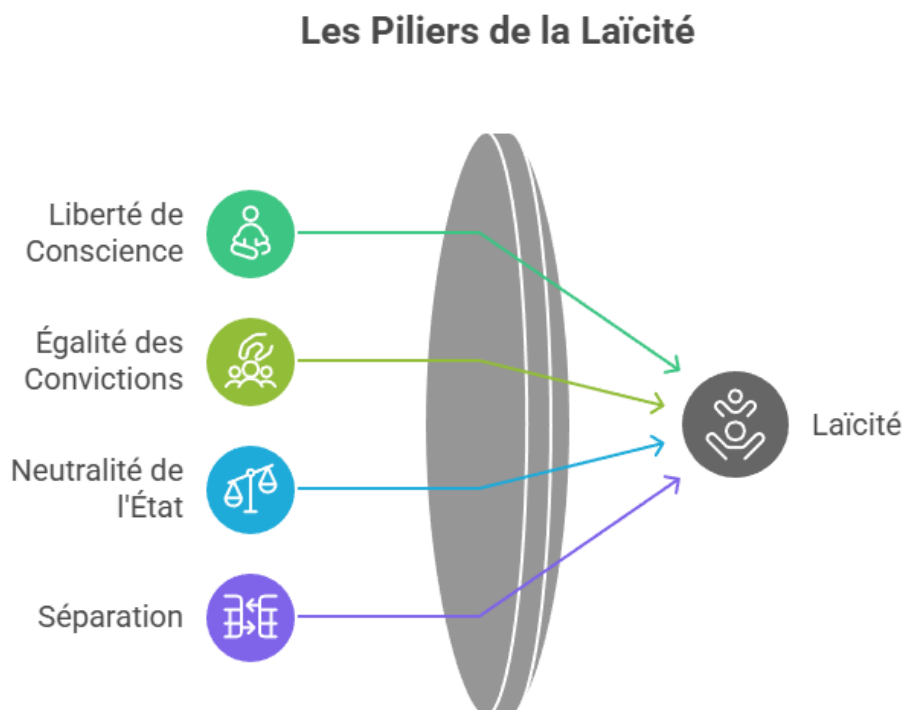 Les Piliers de la Laïcité
Liberté de
Conscience
Égalité des
Convictions
Neutralité de
l'État
Séparation
Laïcité